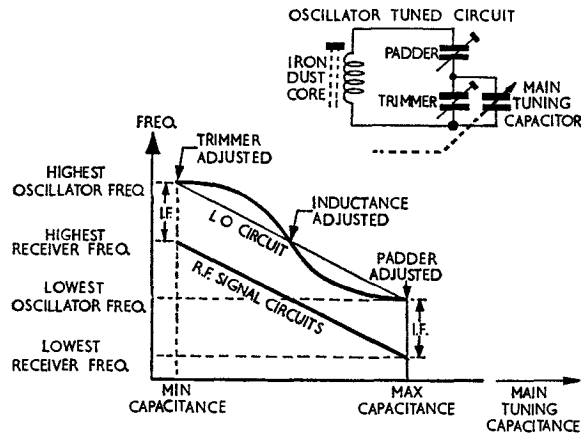 OSCILLATOR TUNED CIRCUIT
PADDER
IRON
DUST
CORE
TRIMMER
MAIN
TUNING
CAPACITOR
FREQ.
TRIMMER
ADJUSTED
HIGHEST
OSCILLATOR FREQ.
I.F.
INDUCTANCE
ADJUSTED
L O CIRCUIT
HIGHEST
RECEIVER FREQ.
PADDER
ADJUSTED
R.F. SIGNAL CIRCUITS
LOWEST
OSCILLATOR FREQ.
I.F.
LOWEST
RECEIVER FREQ.
MIN
CAPACITANCE
MAX
CAPACITANCE
MAIN
TUNING
CAPACITANCE